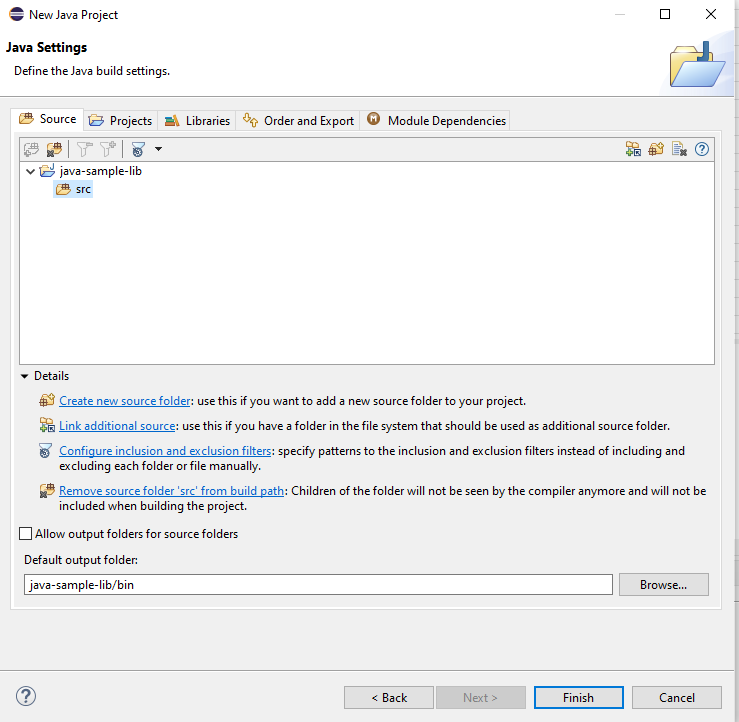 New Java Project
Java Settings
Define the Java build settings.
Source Projects Libraries Order and Export Module Dependencies
java-sample-lib
src
Details
Create new source folder: use this if you want to add a new source folder to your project.
Link additional source: use this if you have a folder in the file system that should be used as additional source folder.
Configure inclusion and exclusion filters: specify patterns to the inclusion and exclusion filters instead of including and
excluding each folder or file manually.
Remove source folder 'src' from build path: Children of the folder will not be seen by the compiler anymore and will not be
included when building the project.
Allow output folders for source folders
Default output folder:
java-sample-lib/bin Browse...
< Back Next > Finish Cancel